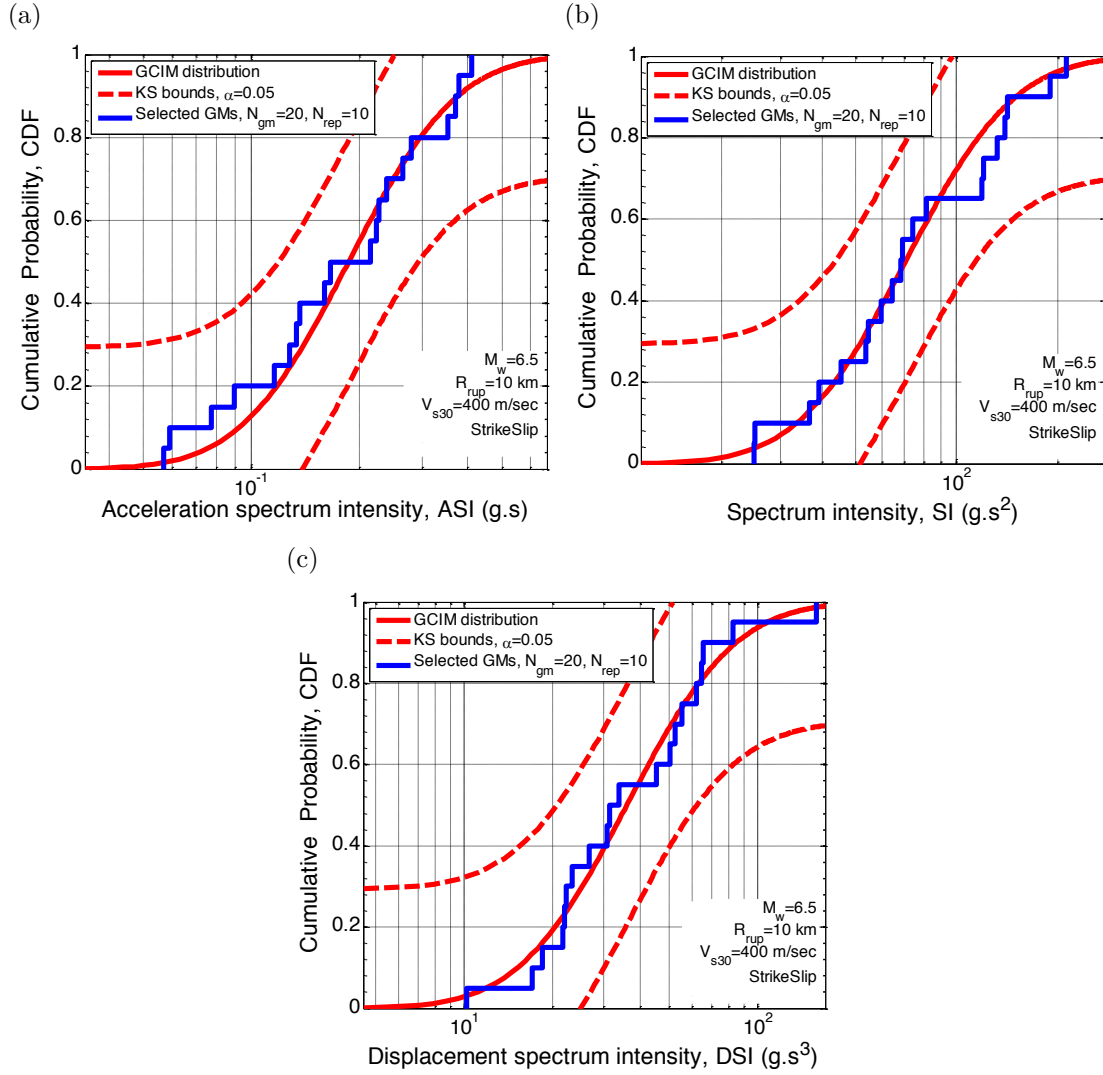 (a)
1
0.8
0.6
0.4
0.2
0
Cumulative Probability, CDF
GCIM distribution
KS bounds, α=0.05
Selected GMs, N_gm=20, N_rep=10
M_w=6.5
R_rup=10 km
V_s30=400 m/sec
StrikeSlip
10^-1
Acceleration spectrum intensity, ASI (g.s)
(b)
1
0.8
0.6
0.4
0.2
0
Cumulative Probability, CDF
GCIM distribution
KS bounds, α=0.05
Selected GMs, N_gm=20, N_rep=10
M_w=6.5
R_rup=10 km
V_s30=400 m/sec
StrikeSlip
10^2
Spectrum intensity, SI (g.s^2)
(c)
1
0.8
0.6
0.4
0.2
0
Cumulative Probability, CDF
GCIM distribution
KS bounds, α=0.05
Selected GMs, N_gm=20, N_rep=10
M_w=6.5
R_rup=10 km
V_s30=400 m/sec
StrikeSlip
10^1
10^2
Displacement spectrum intensity, DSI (g.s^3)